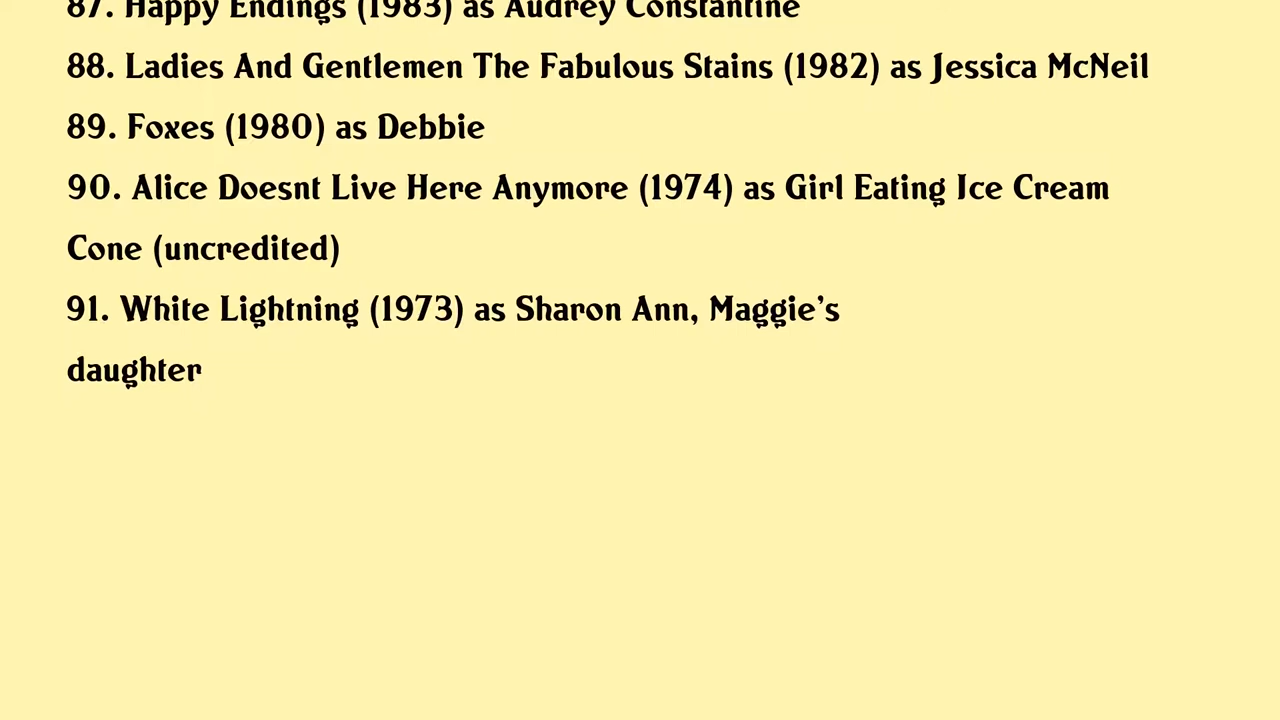 87. Happy Endings (1983) as Audrey Constantine
88. Ladies And Gentlemen The Fabulous Stains (1982) as Jessica McNeil
89. Foxes (1980) as Debbie
90. Alice Doesnt Live Here Anymore (1974) as Girl Eating Ice Cream
Cone (uncredited)
91. White Lightning (1973) as Sharon Ann, Maggie's
daughter